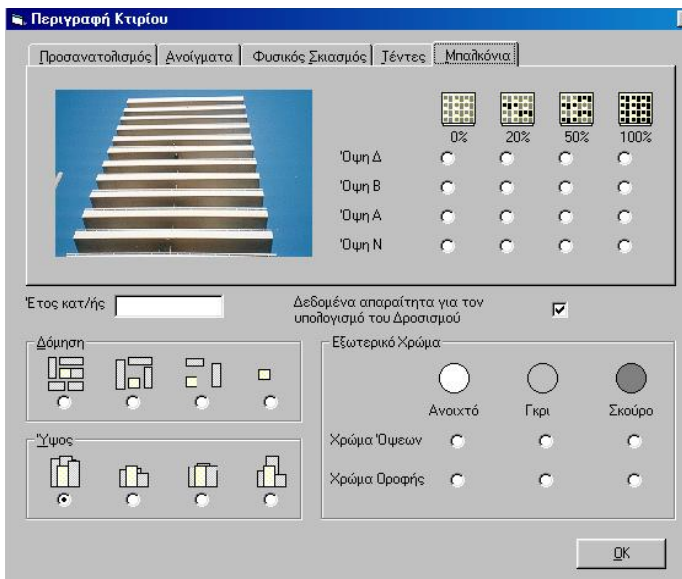 Περιγραφή Κτιρίου
Προσανατολισμός Ανοίγματα Φυσικός Σκιασμός Τέντες Μπαλκόνια
0% 20% 50% 100%
Όψη Δ
Όψη Β
Όψη Α
Όψη Ν
Έτος κατ/ής
Δεδομένα απαραίτητα για τον
υπολογισμό του Δροσισμού
Δόμηση
Εξωτερικό Χρώμα
Ανοιχτό Γκρι Σκούρο
Ύψος
Χρώμα Όψεων
Χρώμα Οροφής
OK